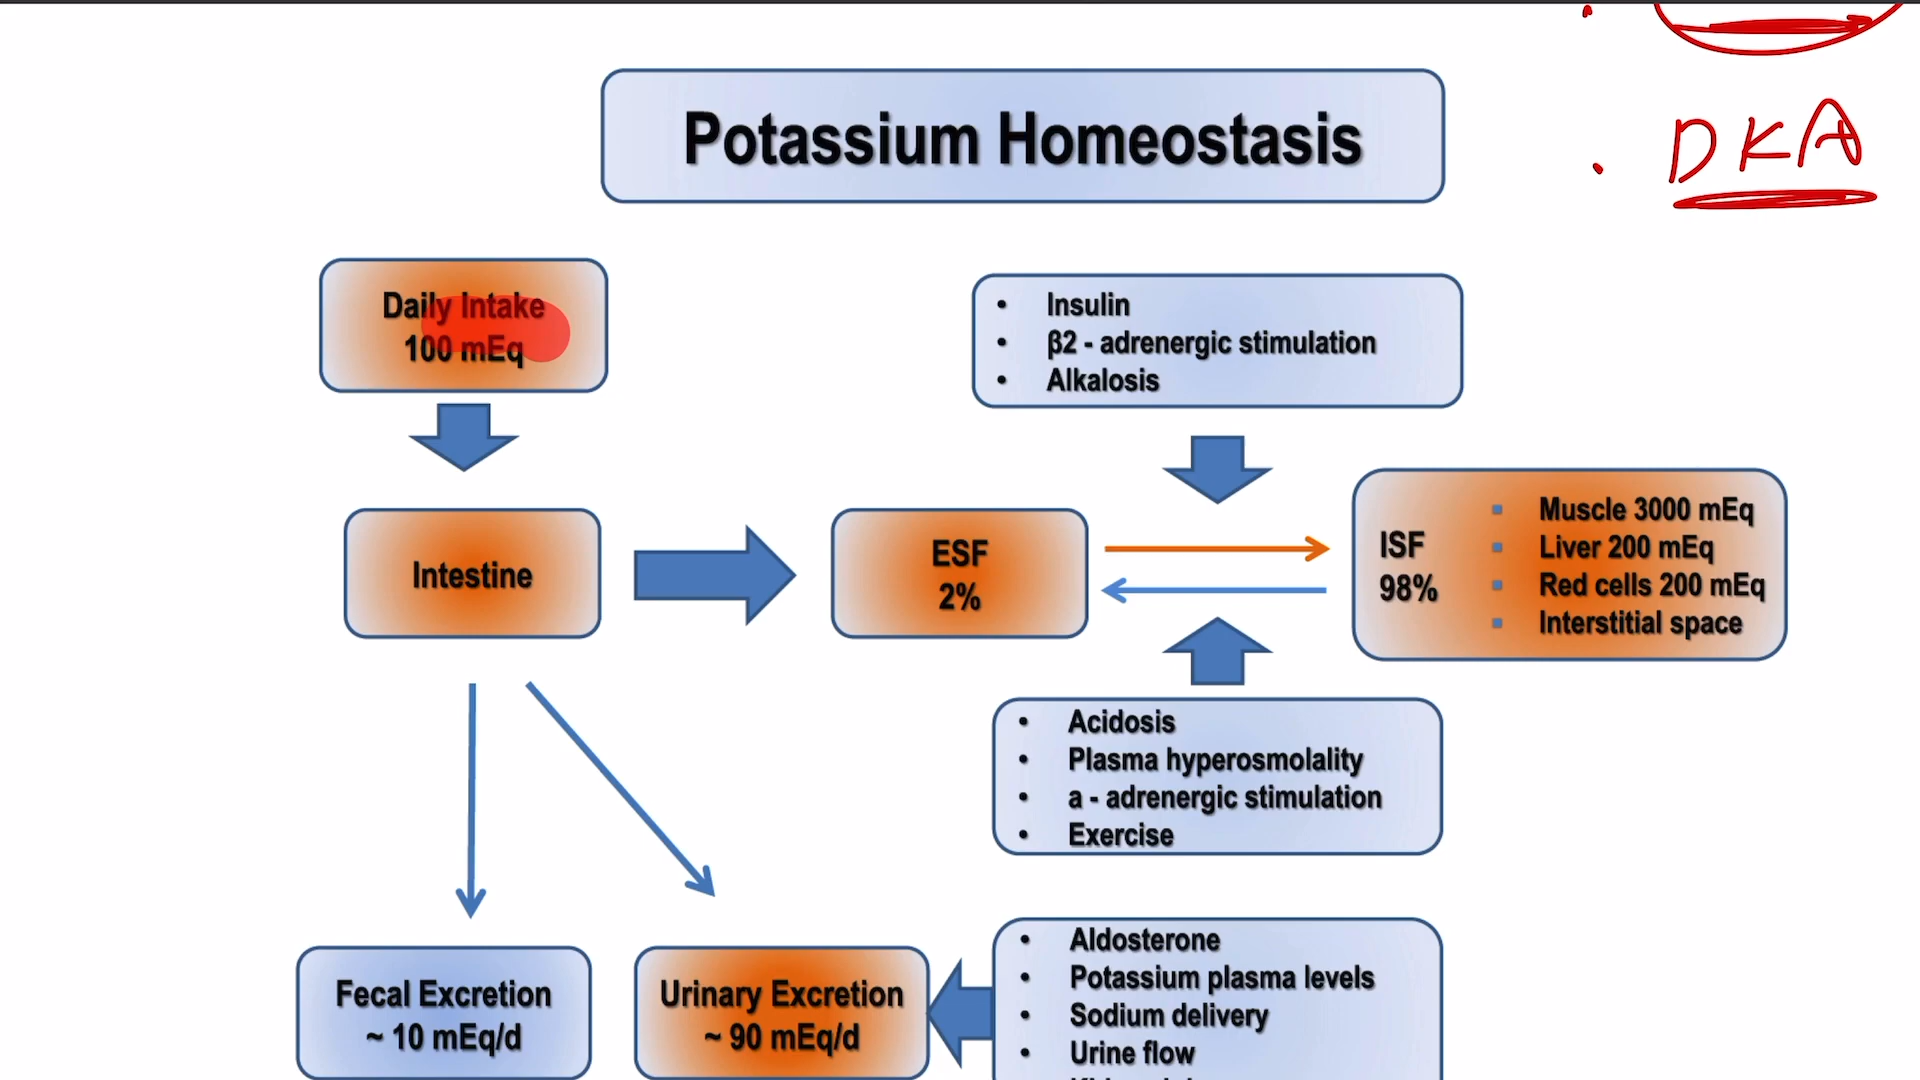 Potassium Homeostasis
DKA
Daily Intake
100 mEq
• Insulin
• β2 - adrenergic stimulation
• Alkalosis
Intestine
ESF
2%
ISF
98%
▪ Muscle 3000 mEq
▪ Liver 200 mEq
▪ Red cells 200 mEq
▪ Interstitial space
• Acidosis
• Plasma hyperosmolality
• a - adrenergic stimulation
• Exercise
Fecal Excretion
~ 10 mEq/d
Urinary Excretion
~ 90 mEq/d
• Aldosterone
• Potassium plasma levels
• Sodium delivery
• Urine flow